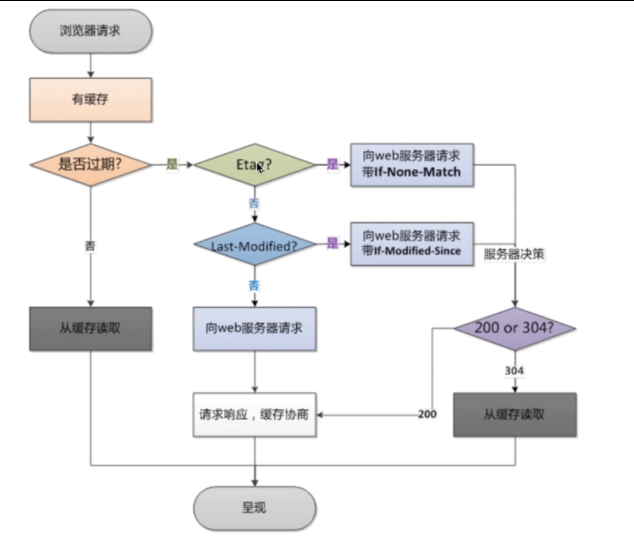 浏览器请求
有缓存
是否过期?
是
Etag?
是
向web服务器请求
带If-None-Match
否
否
Last-Modified?
是
向web服务器请求
带If-Modified-Since
服务器决策
否
从缓存读取
向web服务器请求
200 or 304?
304
请求响应，缓存协商
200
从缓存读取
呈现